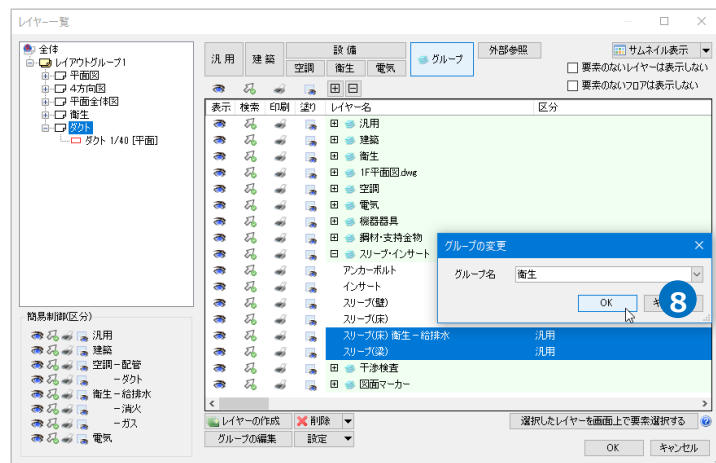 レイヤー一覧
全体
レイアウトグループ1
平面図
4方向図
平面全体図
衛生
ダクト
ダクト 1/40 [平面]
簡易制御(区分)
汎用
建築
空調－配管
－ダクト
衛生－給排水
－消火
－ガス
電気
汎用 建築 設備 グループ 外部参照 サムネイル表示
空調 衛生 電気
要素のないレイヤーは表示しない
要素のないフロアは表示しない
表示 検索 印刷 塗り レイヤー名 区分
汎用
建築
衛生
1F平面図.dwg
空調
電気
機器器具
鋼材・支持金物
スリーブ・インサート
アンカーボルト
インサート
スリーブ(壁)
スリーブ(床)
スリーブ(床) 衛生－給排水 汎用
スリーブ(梁) 汎用
干渉検査
図面マーカー
グループの変更
グループ名 衛生
OK
8
レイヤーの作成 削除 選択したレイヤーを画面上で要素選択する
グループの編集 設定
OK キャンセル